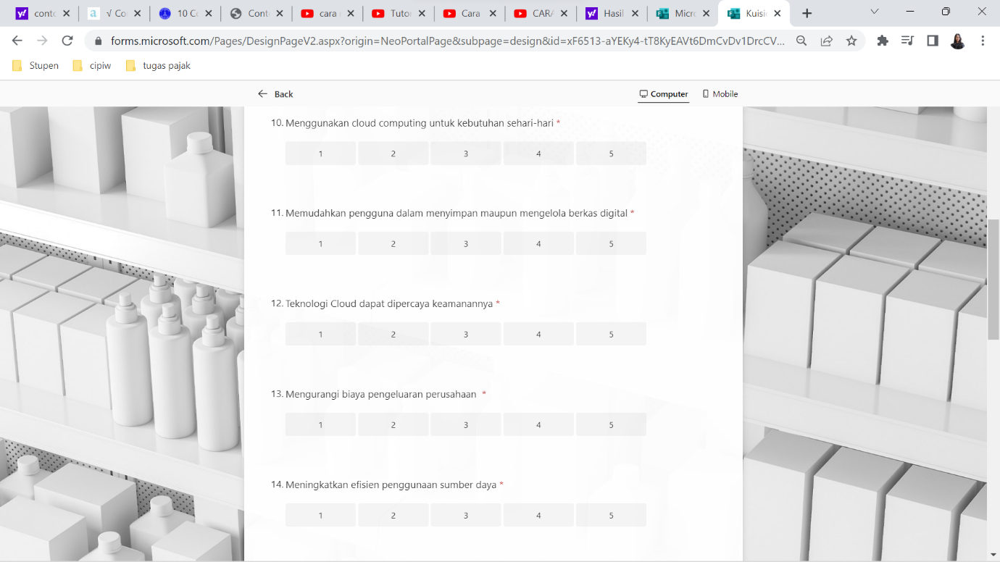 conto
√ Co
10 Co
Cont
cara
Tutor
Cara
CARA
Hasil
Micro
Kuisi
forms.microsoft.com/Pages/DesignPageV2.aspx?origin=NeoPortalPage&subpage=design&id=xF6513-aYEKy4-tT8KyEAVt6DmCvDv1DrcCV...
Stupen
cipiw
tugas pajak
Back
Computer
Mobile
10. Menggunakan cloud computing untuk kebutuhan sehari-hari *
1 2 3 4 5
11. Memudahkan pengguna dalam menyimpan maupun mengelola berkas digital *
1 2 3 4 5
12. Teknologi Cloud dapat dipercaya keamanannya *
1 2 3 4 5
13. Mengurangi biaya pengeluaran perusahaan *
1 2 3 4 5
14. Meningkatkan efisien penggunaan sumber daya *
1 2 3 4 5